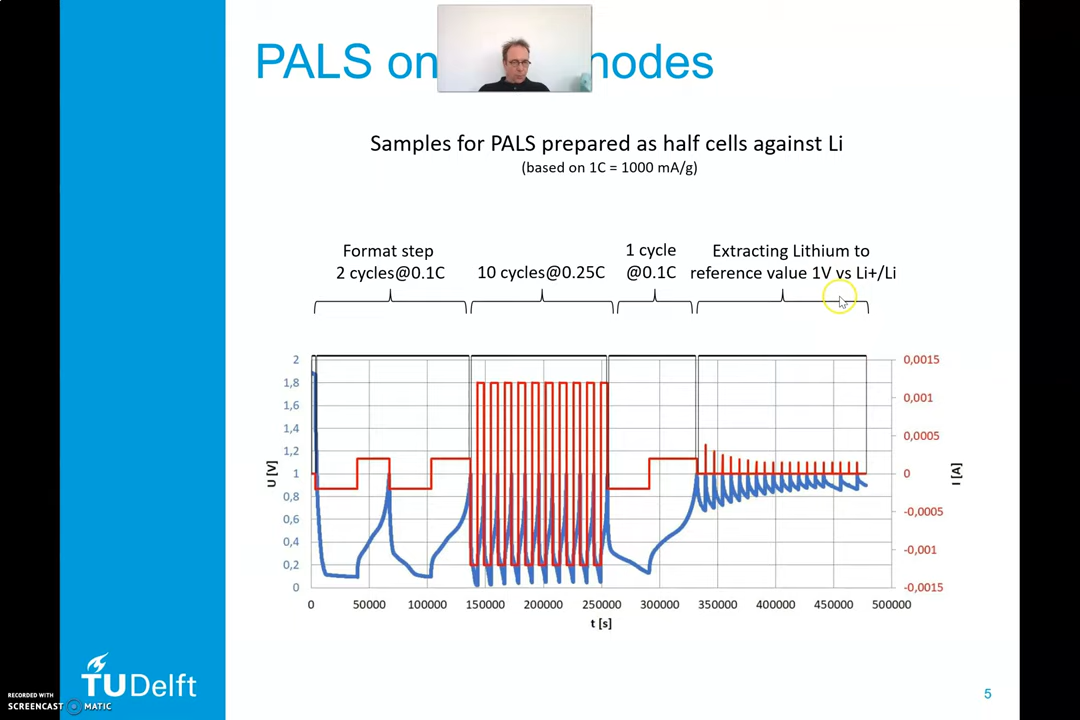 PALS on nodes
Samples for PALS prepared as half cells against Li
(based on 1C = 1000 mA/g)
Format step
2 cycles@0.1C
10 cycles@0.25C
1 cycle
@0.1C
Extracting Lithium to
reference value 1V vs Li+/Li
2
1,8
1,6
1,4
1,2
1
0,8
0,6
0,4
0,2
0
U [V]
0,0015
0,001
0,0005
0
-0,0005
-0,001
-0,0015
I [A]
0 50000 100000 150000 200000 250000 300000 350000 400000 450000 500000
t [s]
TUDelft
5
RECORDED WITH
SCREENCAST MATIC